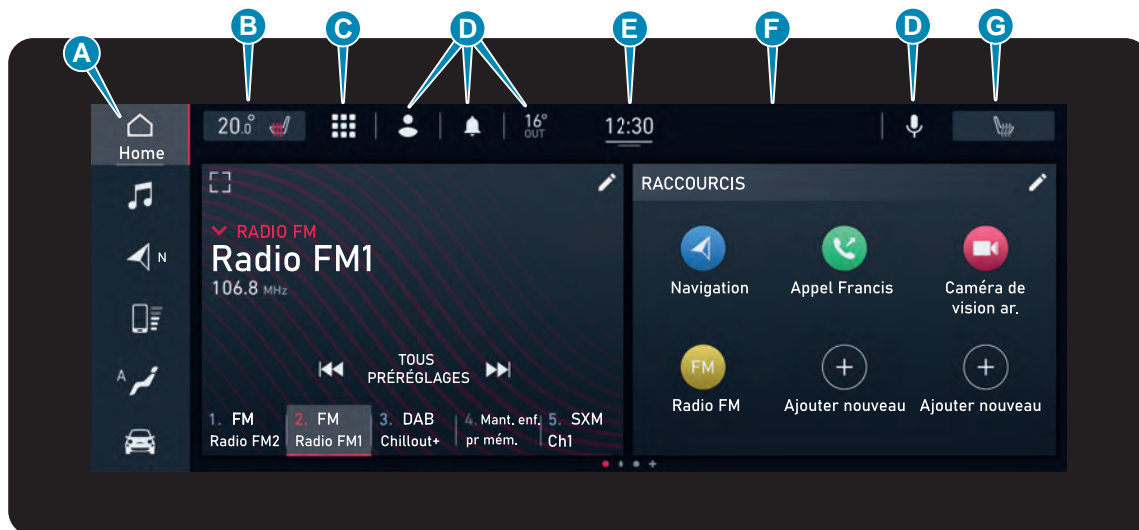 A
B
C
D
E
F
D
G
Home
20.0°
16°
OUT
12:30
N
A
RADIO FM
Radio FM1
106.8 MHz
TOUS
PRÉRÉGLAGES
1. FM
Radio FM2
2. FM
Radio FM1
3. DAB
Chillout+
4. Mant. enf.
pr mém.
5. SXM
Ch1
RACCOURCIS
Navigation
Appel Francis
Caméra de
vision ar.
FM
Radio FM
Ajouter nouveau
Ajouter nouveau